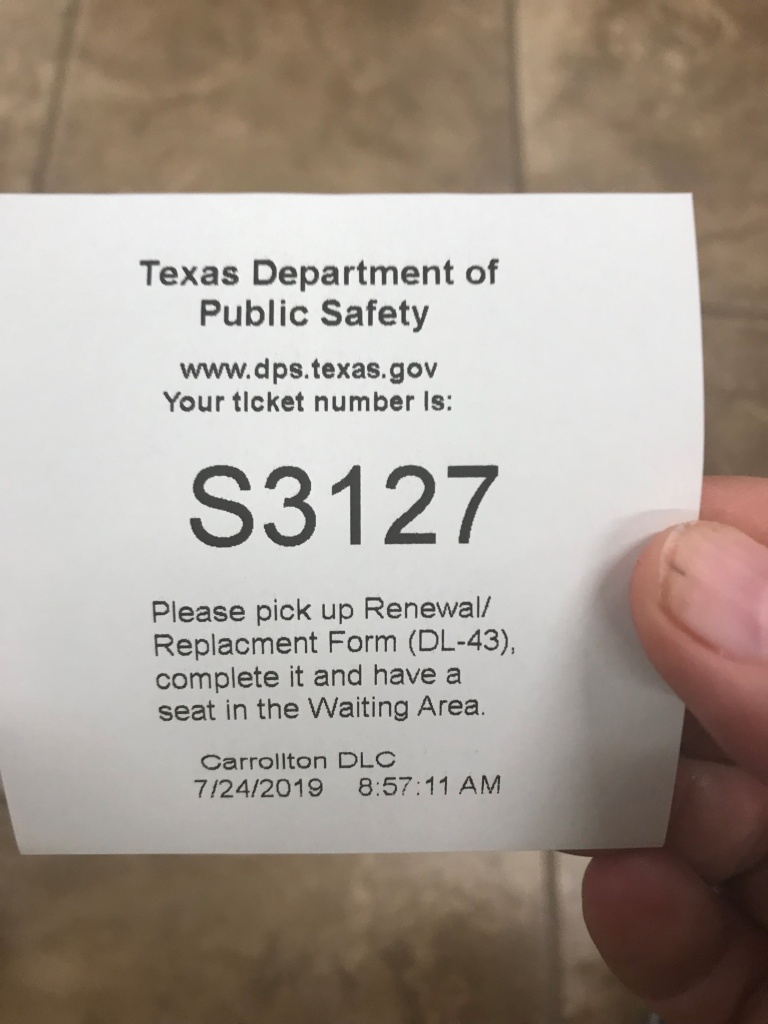 Texas Department of
Public Safety
www.dps.texas.gov
Your ticket number is:
S3127
Please pick up Renewal/
Replacment Form (DL-43),
complete it and have a
seat in the Waiting Area.
Carrollton DLC
7/24/2019 8:57:11 AM